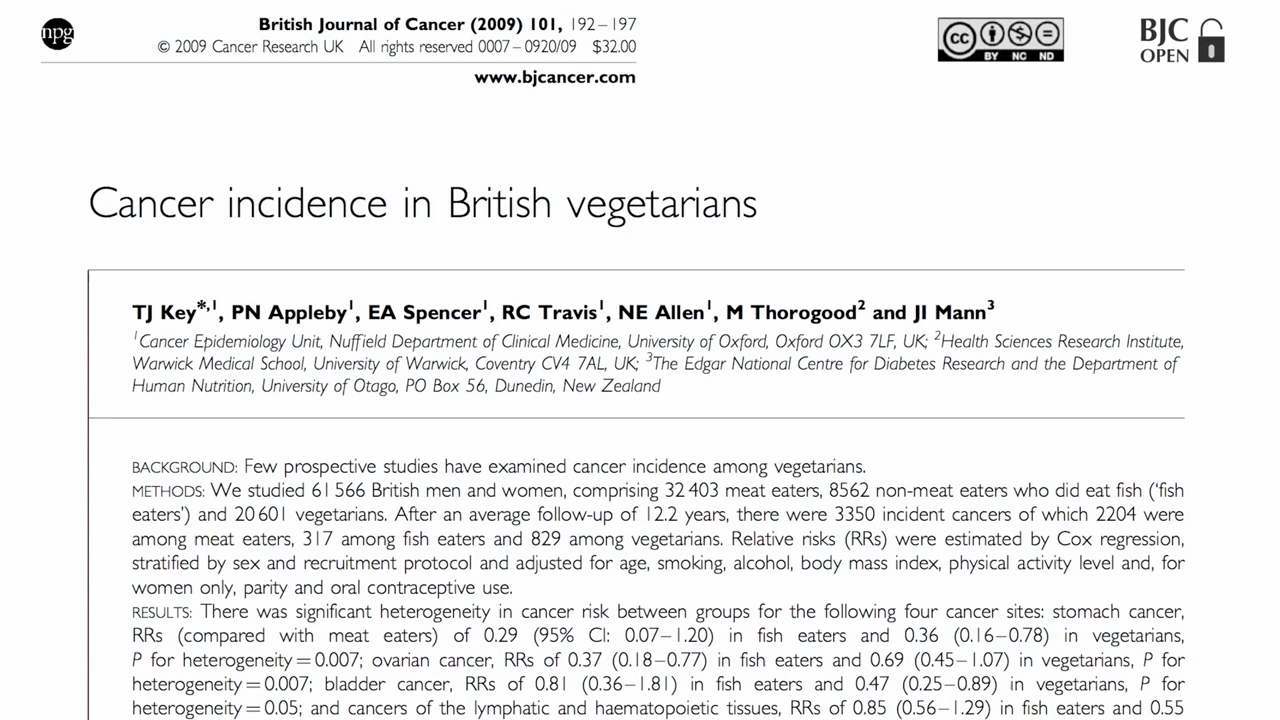 npg
British Journal of Cancer (2009) 101, 192–197
© 2009 Cancer Research UK All rights reserved 0007–0920/09 $32.00
www.bjcancer.com
cc BY NC ND
BJC
OPEN
Cancer incidence in British vegetarians
TJ Key*,1, PN Appleby1, EA Spencer1, RC Travis1, NE Allen1, M Thorogood2 and JI Mann3
1Cancer Epidemiology Unit, Nuffield Department of Clinical Medicine, University of Oxford, Oxford OX3 7LF, UK; 2Health Sciences Research Institute,
Warwick Medical School, University of Warwick, Coventry CV4 7AL, UK; 3The Edgar National Centre for Diabetes Research and the Department of
Human Nutrition, University of Otago, PO Box 56, Dunedin, New Zealand
BACKGROUND: Few prospective studies have examined cancer incidence among vegetarians.
METHODS: We studied 61 566 British men and women, comprising 32 403 meat eaters, 8562 non-meat eaters who did eat fish (‘fish
eaters’) and 20 601 vegetarians. After an average follow-up of 12.2 years, there were 3350 incident cancers of which 2204 were
among meat eaters, 317 among fish eaters and 829 among vegetarians. Relative risks (RRs) were estimated by Cox regression,
stratified by sex and recruitment protocol and adjusted for age, smoking, alcohol, body mass index, physical activity level and, for
women only, parity and oral contraceptive use.
RESULTS: There was significant heterogeneity in cancer risk between groups for the following four cancer sites: stomach cancer,
RRs (compared with meat eaters) of 0.29 (95% CI: 0.07–1.20) in fish eaters and 0.36 (0.16–0.78) in vegetarians,
P for heterogeneity = 0.007; ovarian cancer, RRs of 0.37 (0.18–0.77) in fish eaters and 0.69 (0.45–1.07) in vegetarians, P for
heterogeneity = 0.007; bladder cancer, RRs of 0.81 (0.36–1.81) in fish eaters and 0.47 (0.25–0.89) in vegetarians, P for
heterogeneity = 0.05; and cancers of the lymphatic and haematopoietic tissues, RRs of 0.85 (0.56–1.29) in fish eaters and 0.55